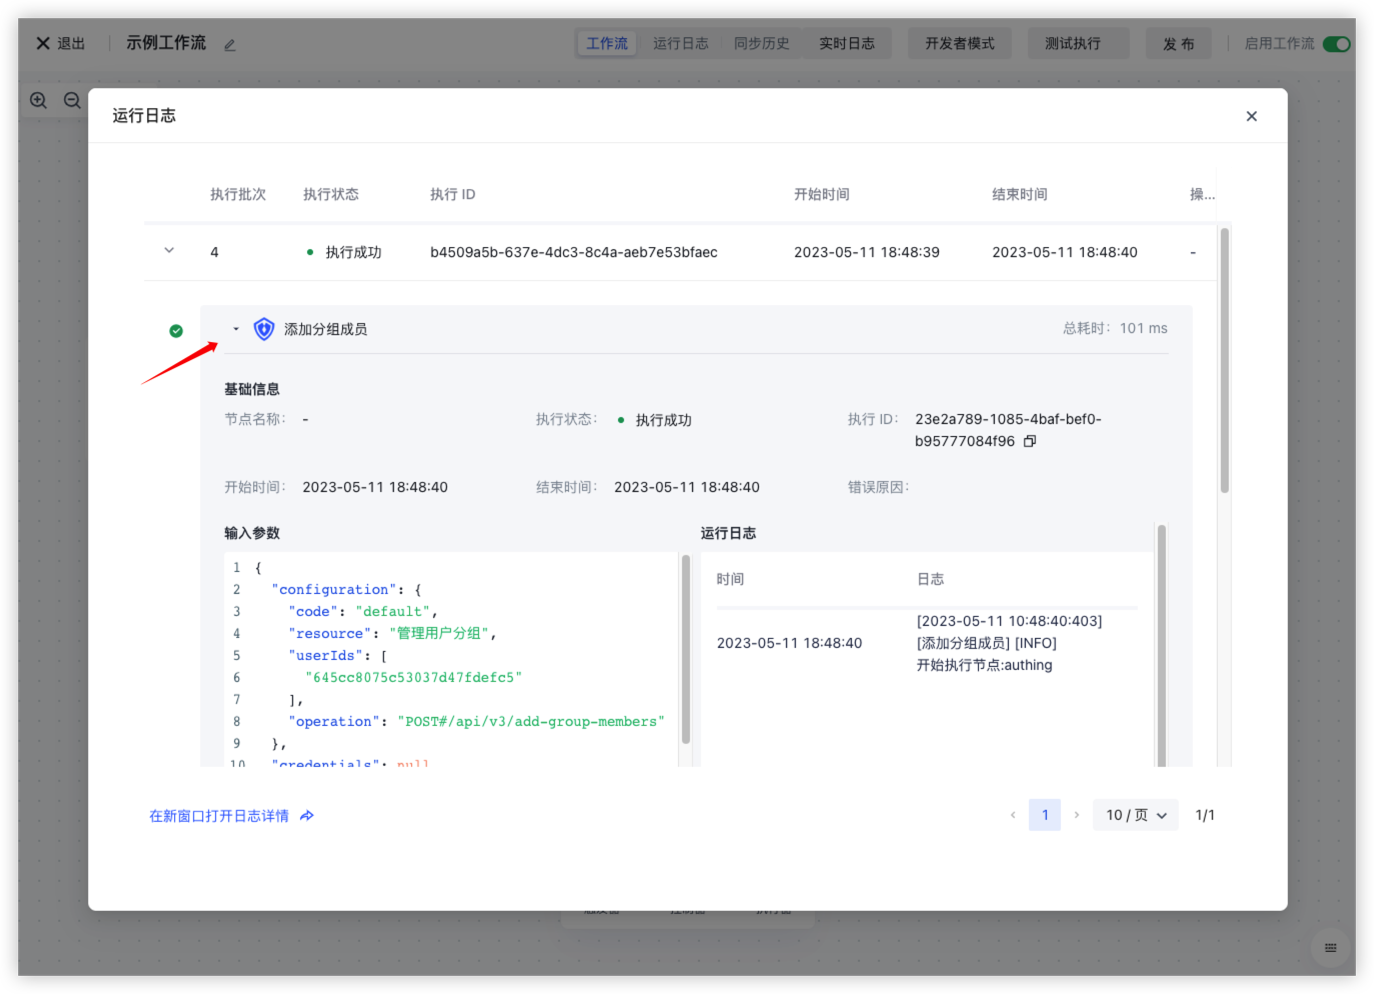 退出
示例工作流
工作流
运行日志
同步历史
实时日志
开发者模式
测试执行
发 布
启用工作流
运行日志
执行批次
执行状态
执行 ID
开始时间
结束时间
操...
4
执行成功
b4509a5b-637e-4dc3-8c4a-aeb7e53bfaec
2023-05-11 18:48:39
2023-05-11 18:48:40
-
添加分组成员
总耗时: 101 ms
基础信息
节点名称: -
执行状态: 执行成功
执行 ID: 23e2a789-1085-4baf-bef0-
b95777084f96
开始时间: 2023-05-11 18:48:40
结束时间: 2023-05-11 18:48:40
错误原因:
输入参数
1 {
2 "configuration": {
3 "code": "default",
4 "resource": "管理用户分组",
5 "userIds": [
6 "645cc8075c53037d47fdefc5"
7 ],
8 "operation": "POST#/api/v3/add-group-members"
9 },
10 "credentials": null
运行日志
时间
日志
2023-05-11 18:48:40
[2023-05-11 10:48:40:403]
[添加分组成员] [INFO]
开始执行节点:authing
在新窗口打开日志详情
1
10 / 页
1/1